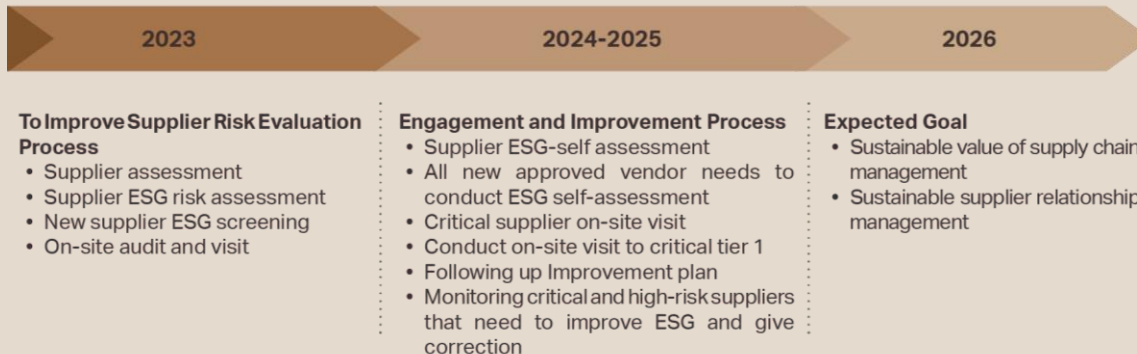 2023
2024-2025
2026
To Improve Supplier Risk Evaluation
Process
• Supplier assessment
• Supplier ESG risk assessment
• New supplier ESG screening
• On-site audit and visit
Engagement and Improvement Process
• Supplier ESG-self assessment
• All new approved vendor needs to
conduct ESG self-assessment
• Critical supplier on-site visit
• Conduct on-site visit to critical tier 1
• Following up Improvement plan
• Monitoring critical and high-risk suppliers
that need to improve ESG and give
correction
Expected Goal
• Sustainable value of supply chain
management
• Sustainable supplier relationship
management